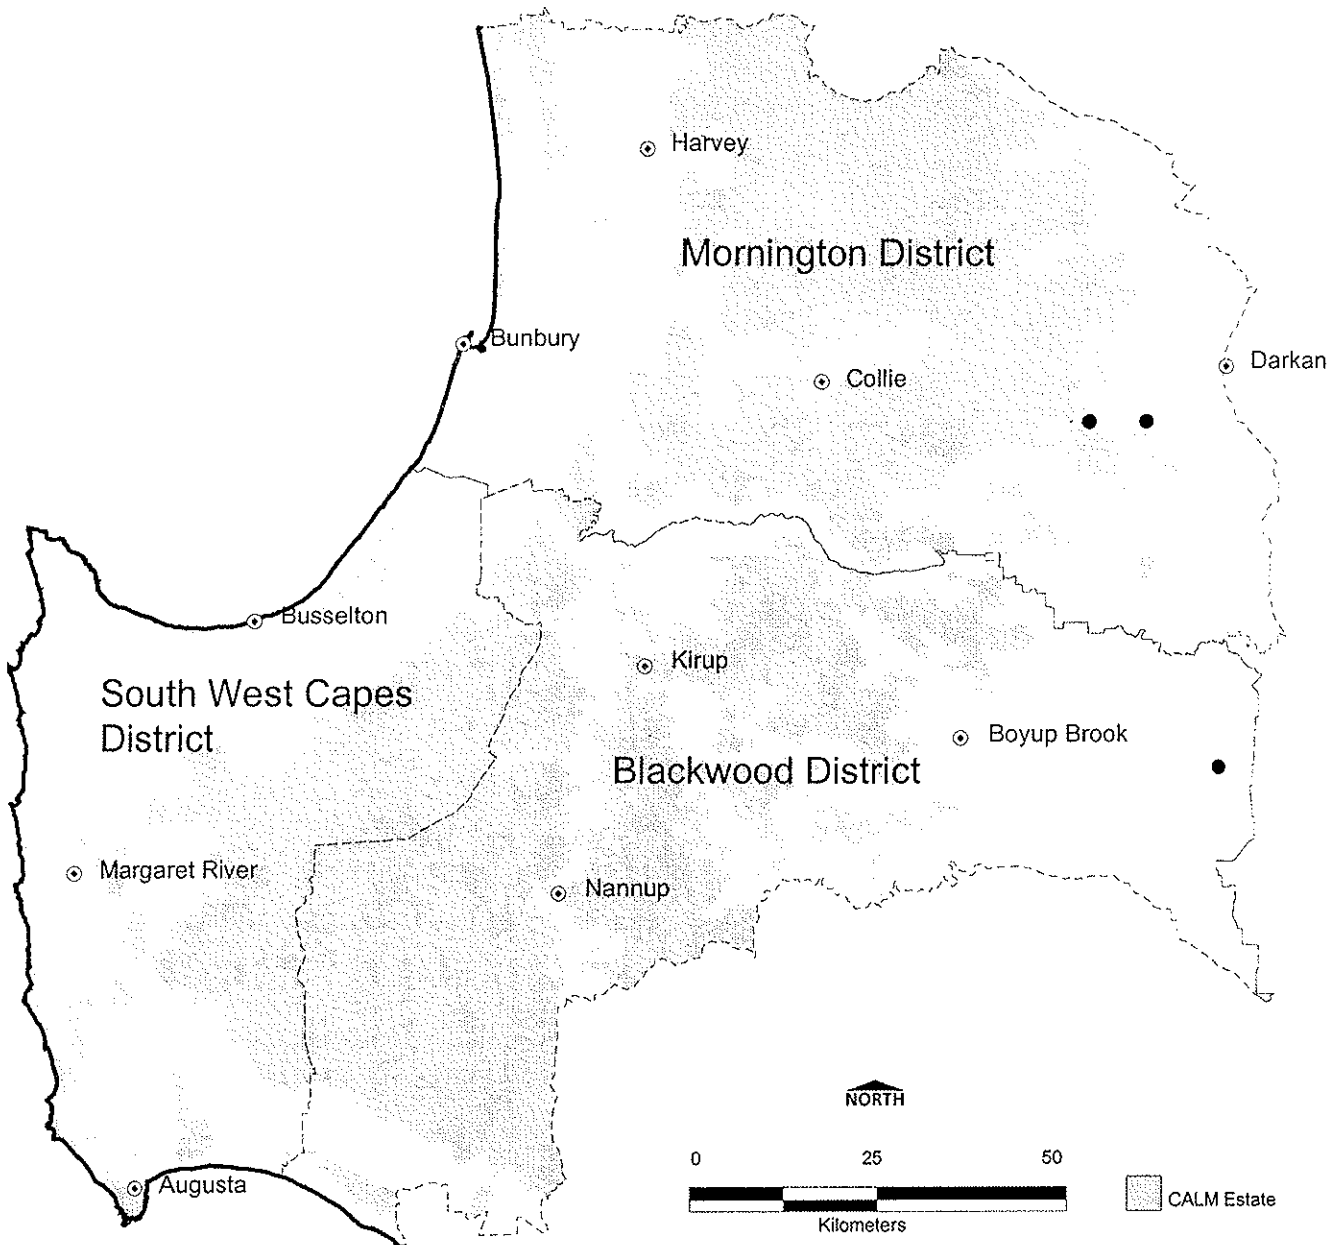 Harvey
Mornington District
Bunbury
Darkan
Collie
Busselton
Kirup
South West Capes
District
Boyup Brook
Blackwood District
Margaret River
Nannup
NORTH
0 25 50
Augusta
CALM Estate
Kilometers